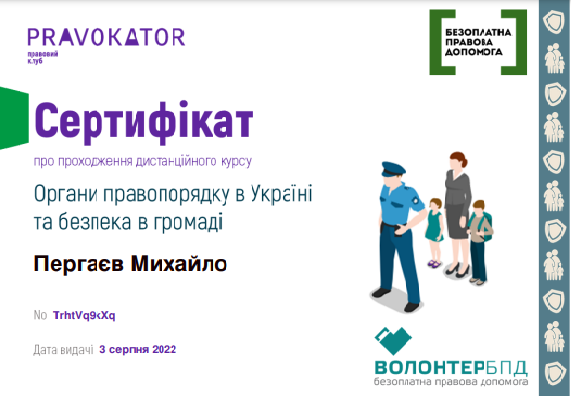 PRAVOKATOR
правовий
клуб
БЕЗОПЛАТНА
ПРАВОВА
ДОПОМОГА
Сертифікат
про проходження дистанційного курсу
Органи правопорядку в Україні
та безпека в громаді
Пергаєв Михайло
No TrhtVq9kXq
Дата видачі 3 серпня 2022
ВОЛОНТЕРБПД
безоплатна правова допомога